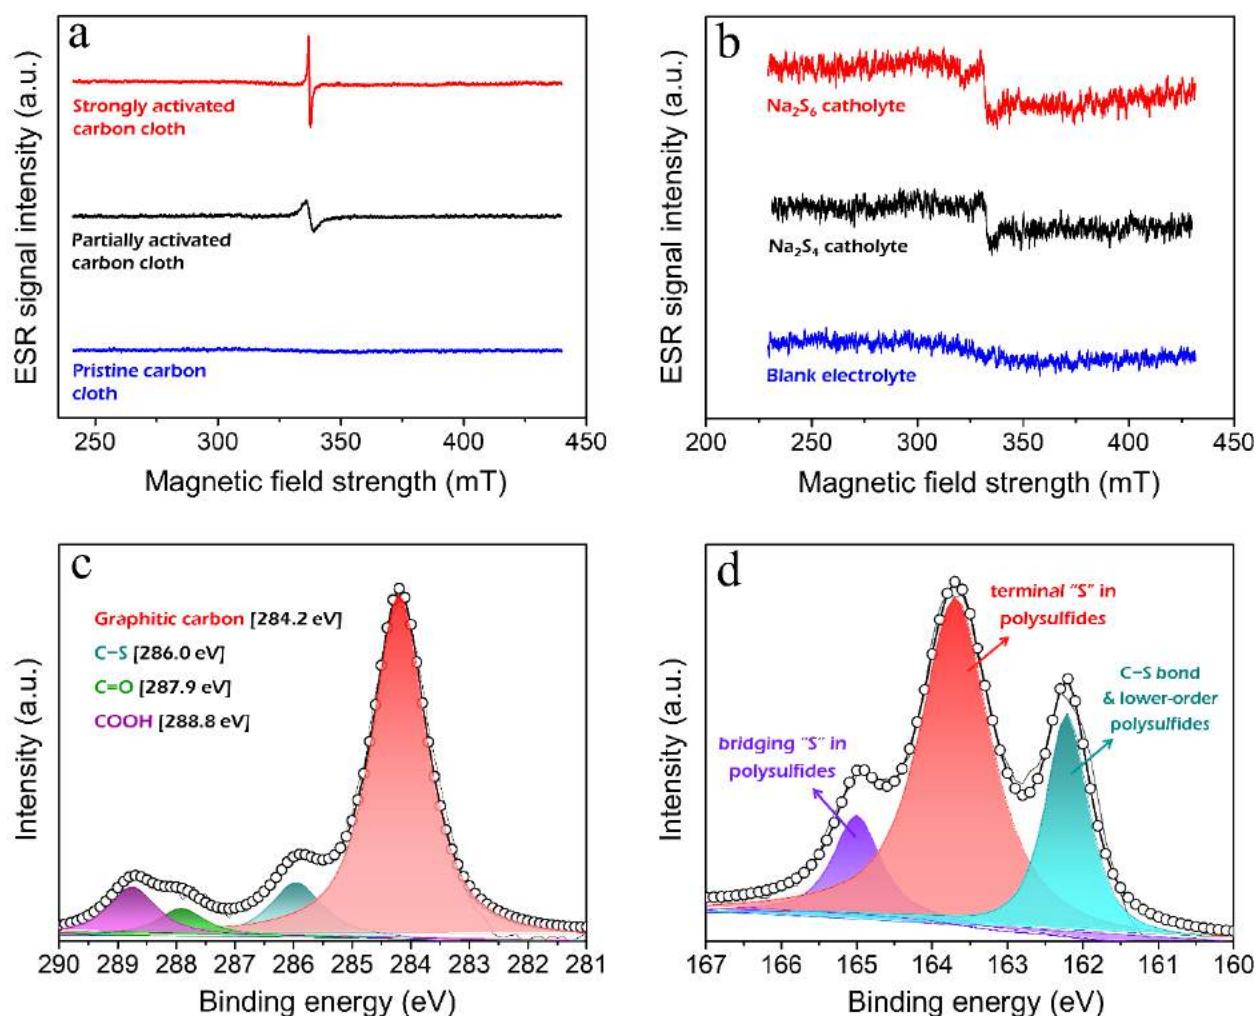 a
ESR signal intensity (a.u.)
Strongly activated
carbon cloth
Partially activated
carbon cloth
Pristine carbon
cloth
250 300 350 400 450
Magnetic field strength (mT)
b
ESR signal intensity (a.u.)
Na₂S₆ catholyte
Na₂S₄ catholyte
Blank electrolyte
200 250 300 350 400 450
Magnetic field strength (mT)
c
Intensity (a.u.)
Graphitic carbon [284.2 eV]
C−S [286.0 eV]
C=O [287.9 eV]
COOH [288.8 eV]
290 289 288 287 286 285 284 283 282 281
Binding energy (eV)
d
Intensity (a.u.)
terminal "S" in
polysulfides
C−S bond
& lower-order
polysulfides
bridging "S" in
polysulfides
167 166 165 164 163 162 161 160
Binding energy (eV)